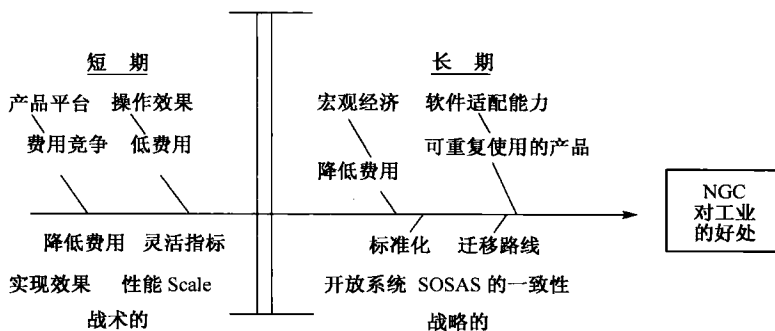 短 期
长 期
产品平台 操作效果
宏观经济 软件适配能力
费用竞争 低费用
可重复使用的产品
降低费用
NGC
对工业
的好处
降低费用 灵活指标
标准化 迁移路线
实现效果 性能 Scale
开放系统 SOSAS 的一致性
战术的
战略的